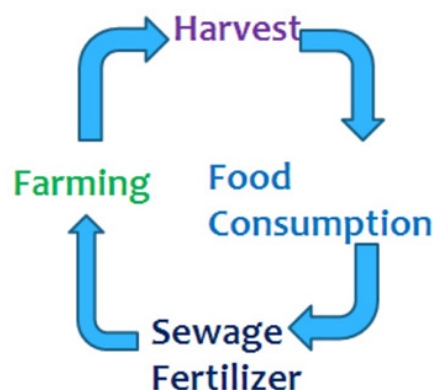 Harvest
Farming
Food
Consumption
Sewage
Fertilizer